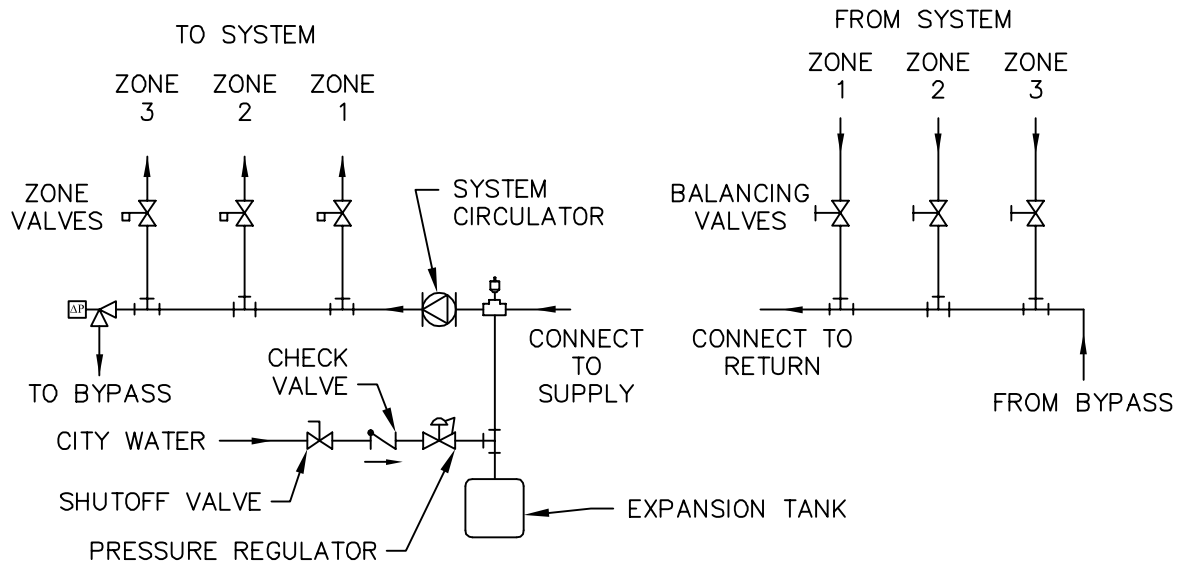 TO SYSTEM
ZONE
3
ZONE
2
ZONE
1
ZONE
VALVES
SYSTEM
CIRCULATOR
ΔP
TO BYPASS
CONNECT
TO
SUPPLY
CHECK
VALVE
CITY WATER
SHUTOFF VALVE
PRESSURE REGULATOR
EXPANSION TANK
FROM SYSTEM
ZONE
1
ZONE
2
ZONE
3
BALANCING
VALVES
CONNECT TO
RETURN
FROM BYPASS